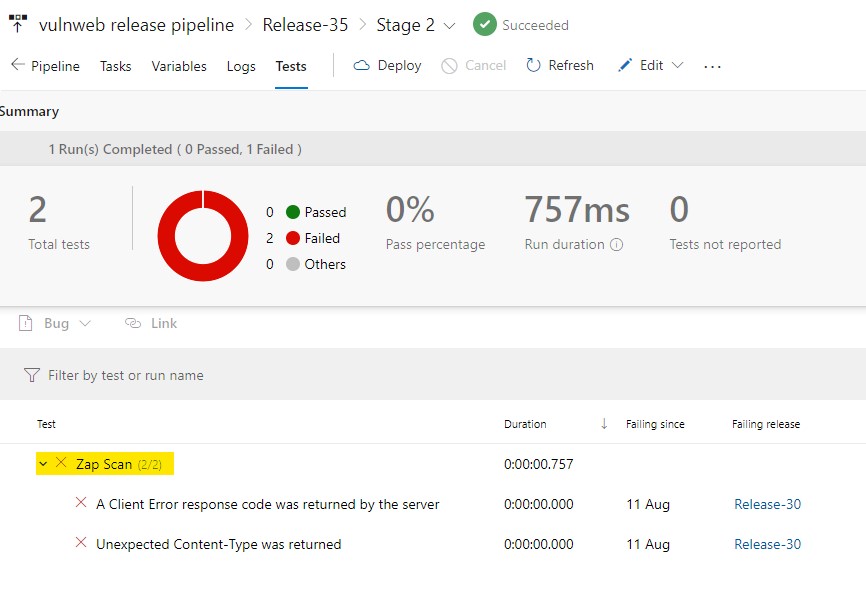 vulnweb release pipeline > Release-35 > Stage 2 Succeeded
Pipeline Tasks Variables Logs Tests Deploy Cancel Refresh Edit ...
Summary
1 Run(s) Completed ( 0 Passed, 1 Failed )
2
Total tests
0 Passed
2 Failed
0 Others
0%
Pass percentage
757ms
Run duration
0
Tests not reported
Bug Link
Filter by test or run name
Test Duration Failing since Failing release
Zap Scan (2/2) 0:00:00.757
A Client Error response code was returned by the server 0:00:00.000 11 Aug Release-30
Unexpected Content-Type was returned 0:00:00.000 11 Aug Release-30